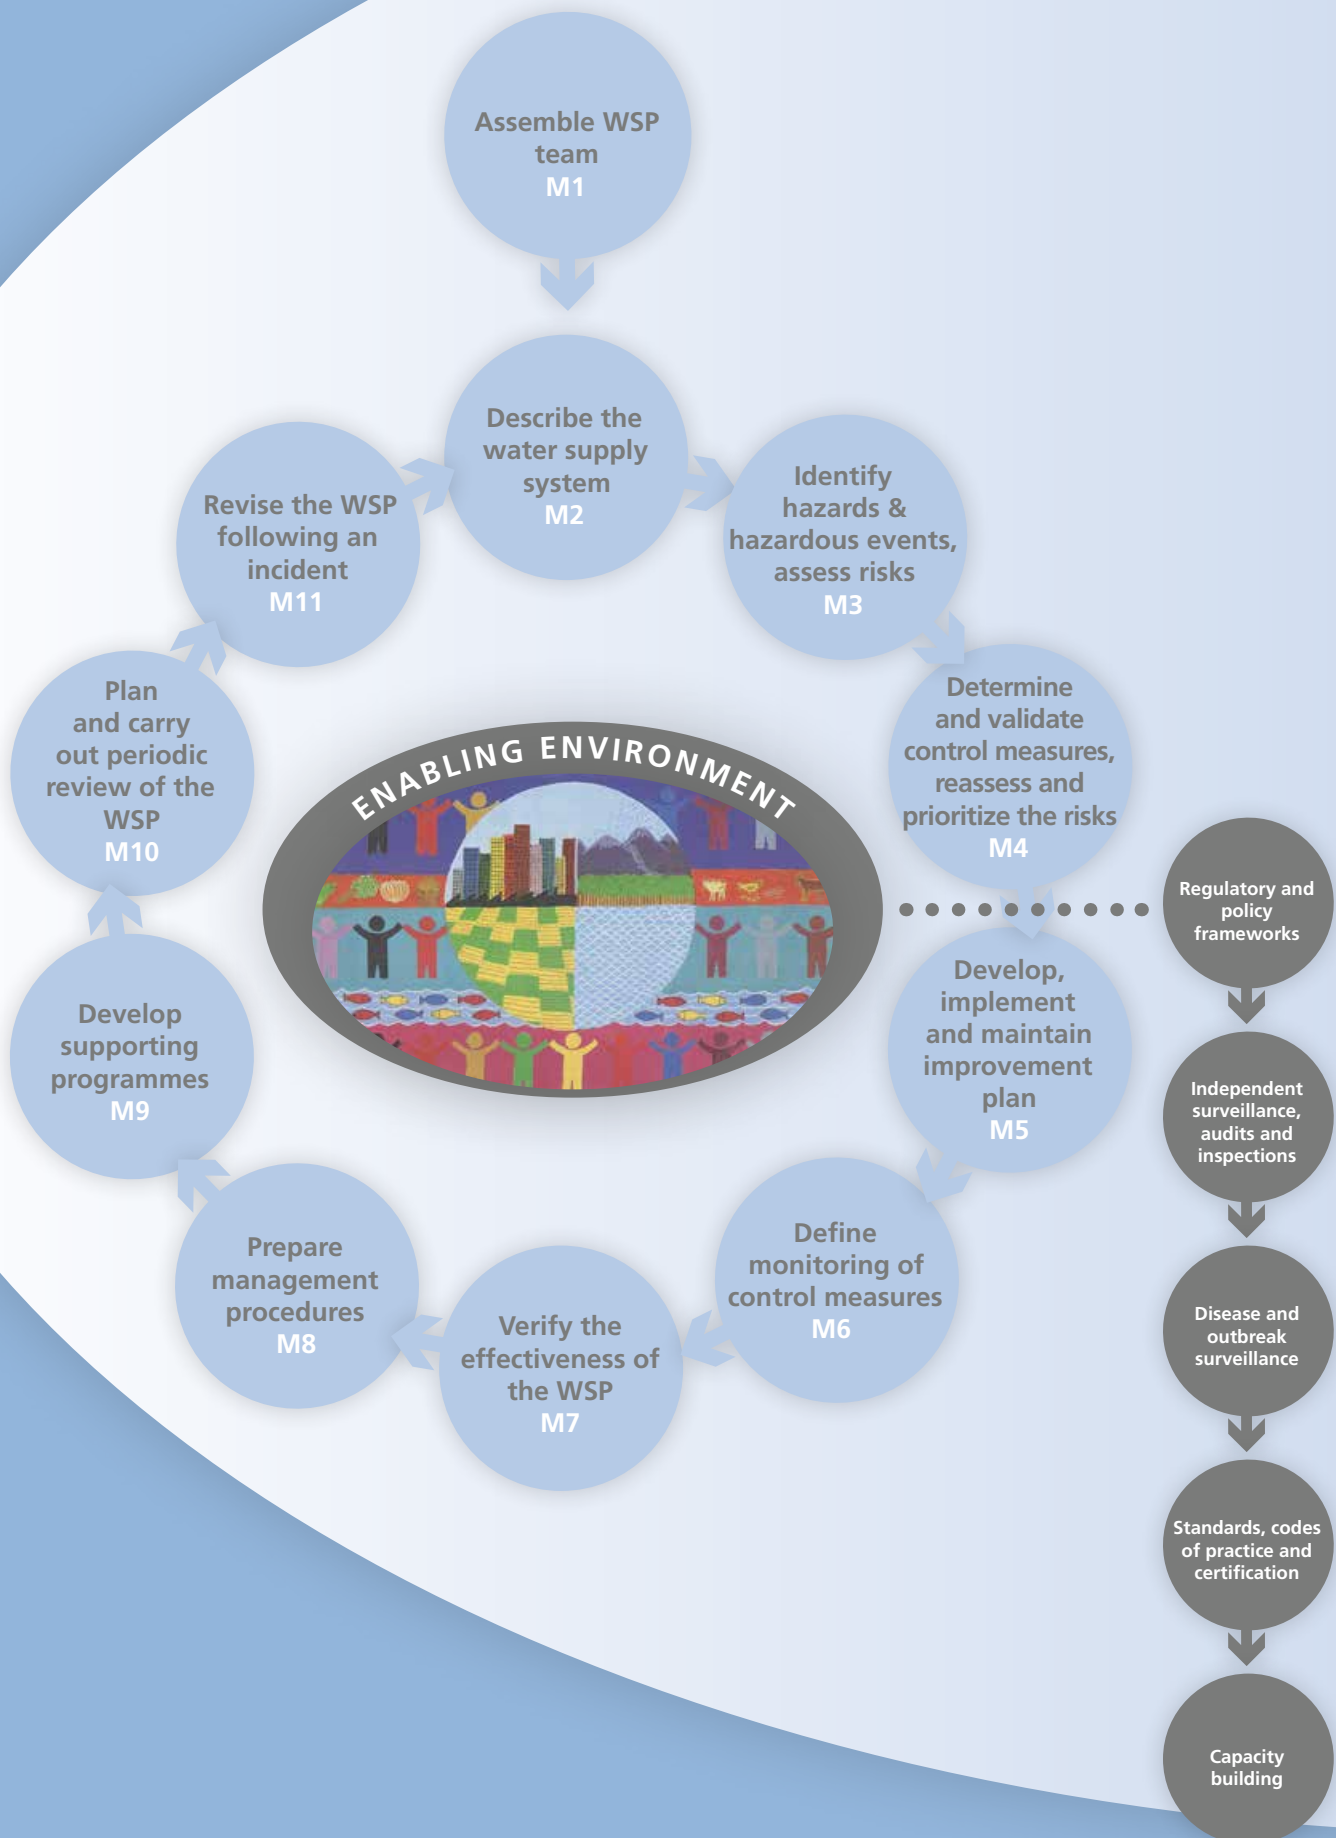 Assemble WSP
team
M1
Describe the
water supply
system
M2
Identify
hazards &
hazardous events,
assess risks
M3
Determine
and validate
control measures,
reassess and
prioritize the risks
M4
Develop,
implement
and maintain
improvement
plan
M5
Define
monitoring of
control measures
M6
Verify the
effectiveness of
the WSP
M7
Prepare
management
procedures
M8
Develop
supporting
programmes
M9
Plan
and carry
out periodic
review of the
WSP
M10
Revise the WSP
following an
incident
M11
ENABLING ENVIRONMENT
Regulatory and
policy
frameworks
Independent
surveillance,
audits and
inspections
Disease and
outbreak
surveillance
Standards, codes
of practice and
certification
Capacity
building